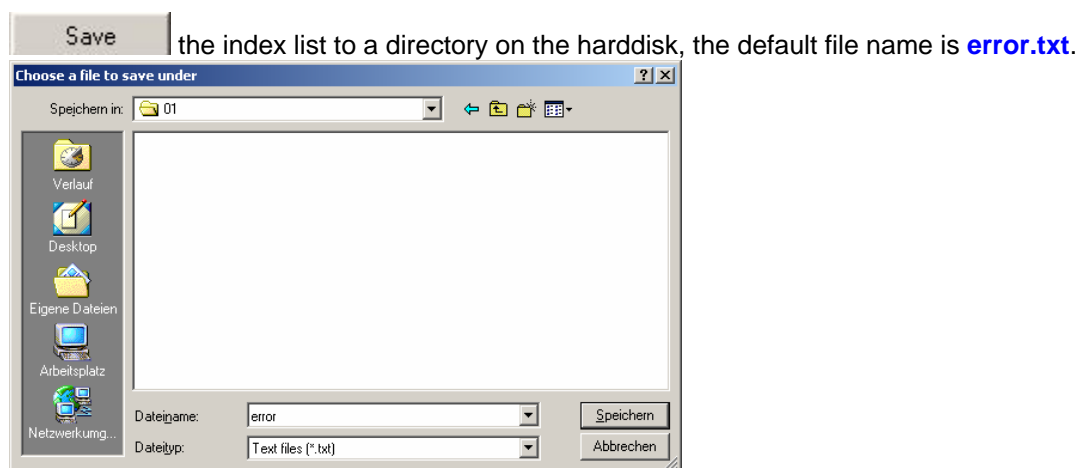 Save the index list to a directory on the harddisk, the default file name is error.txt.
Choose a file to save under
Speichern in: 01
Verlauf
Desktop
Eigene Dateien
Arbeitsplatz
Netzwerkumg...
Dateiname: error Speichern
Dateityp: Text files (*.txt) Abbrechen